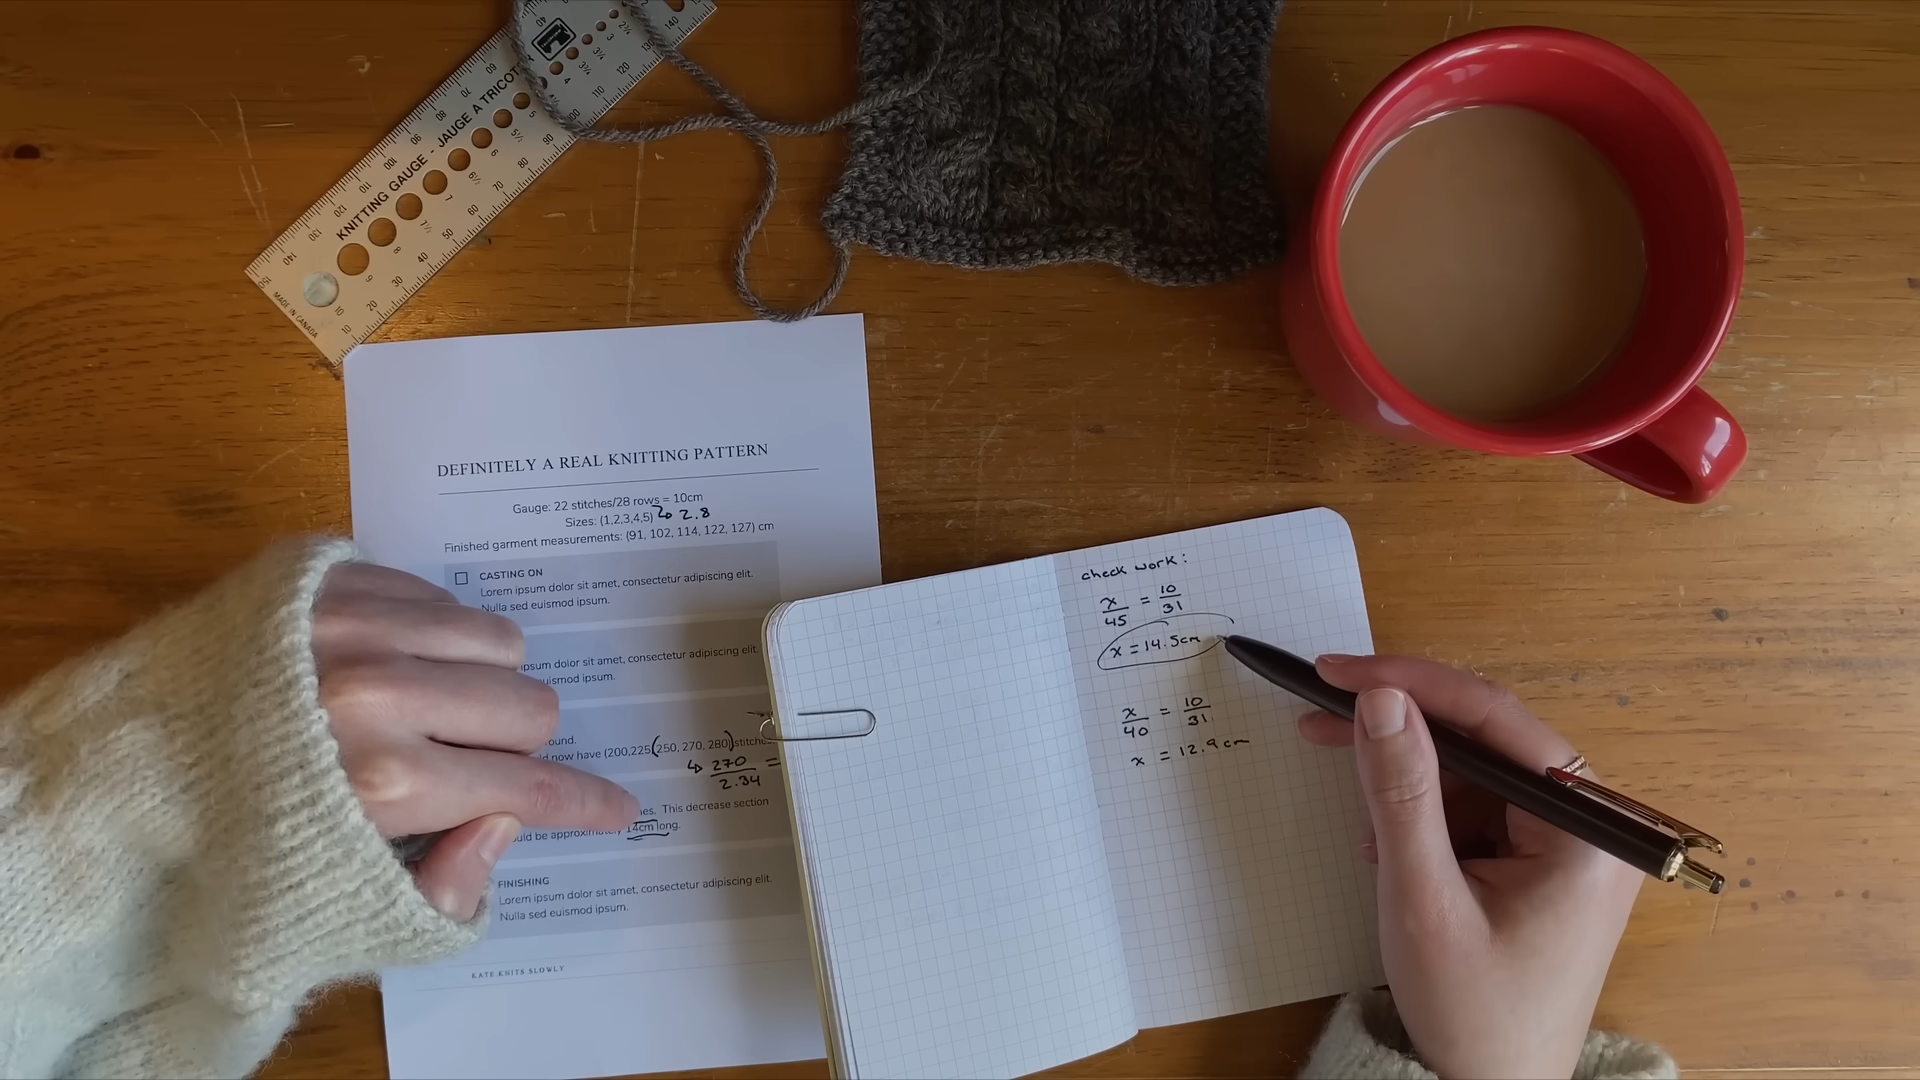 KNITTING GAUGE - JAUGE A TRICOT
MADE IN CANADA
DEFINITELY A REAL KNITTING PATTERN
Gauge: 22 stitches/28 rows = 10cm
Sizes: (1,2,3,4,5) ↳ 2.8
Finished garment measurements: (91, 102, 114, 122, 127) cm
CASTING ON
Lorem ipsum dolor sit amet, consectetur adipiscing elit.
Nulla sed euismod ipsum.
ipsum dolor sit amet, consectetur adipiscing elit.
euismod ipsum.
now have (200,225(250, 270, 280)stitches
↳ 270/2.34 =
This decrease section
be approximately 14cm long.
FINISHING
Lorem ipsum dolor sit amet, consectetur adipiscing elit.
Nulla sed euismod ipsum.
KATE KNITS SLOWLY
check work:
x/45 = 10/31
x = 14.5cm
x/40 = 10/31
x = 12.9cm